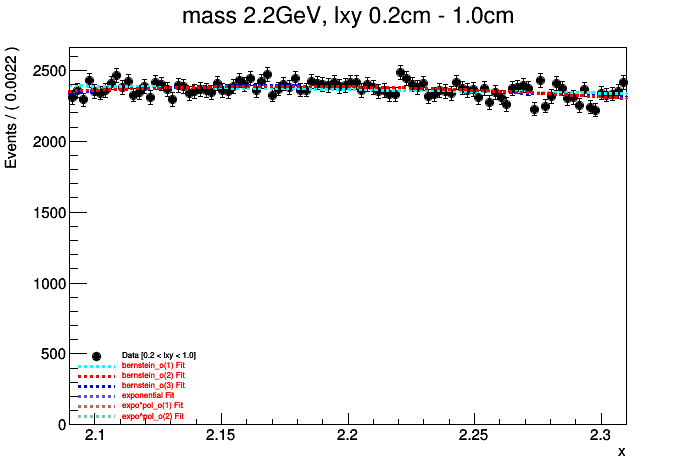 mass 2.2GeV, lxy 0.2cm - 1.0cm
Events / ( 0.0022 )
2500
2000
1500
1000
500
0
Data [0.2 < lxy < 1.0]
bernstein_o(1) Fit
bernstein_o(2) Fit
bernstein_o(3) Fit
exponential Fit
expo*pol_o(1) Fit
expo*pol_o(2) Fit
2.1 2.15 2.2 2.25 2.3
x